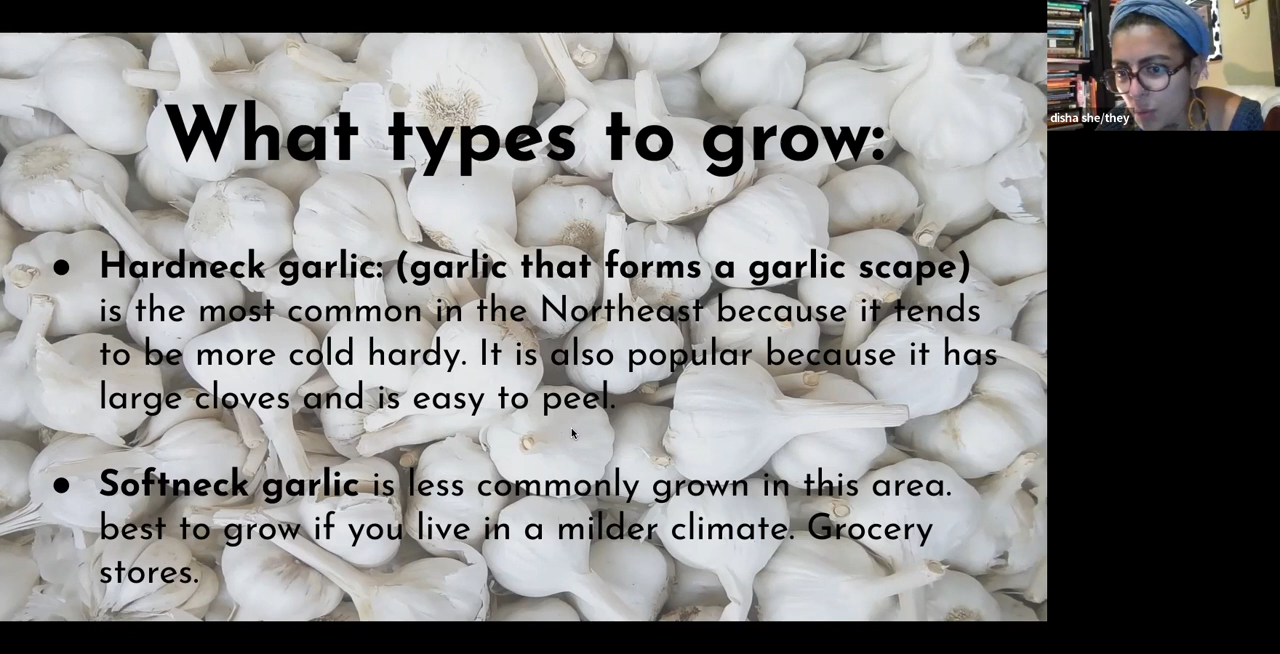 What types to grow:
● Hardneck garlic: (garlic that forms a garlic scape)
is the most common in the Northeast because it tends
to be more cold hardy. It is also popular because it has
large cloves and is easy to peel.
● Softneck garlic is less commonly grown in this area.
best to grow if you live in a milder climate. Grocery
stores.
disha she/they